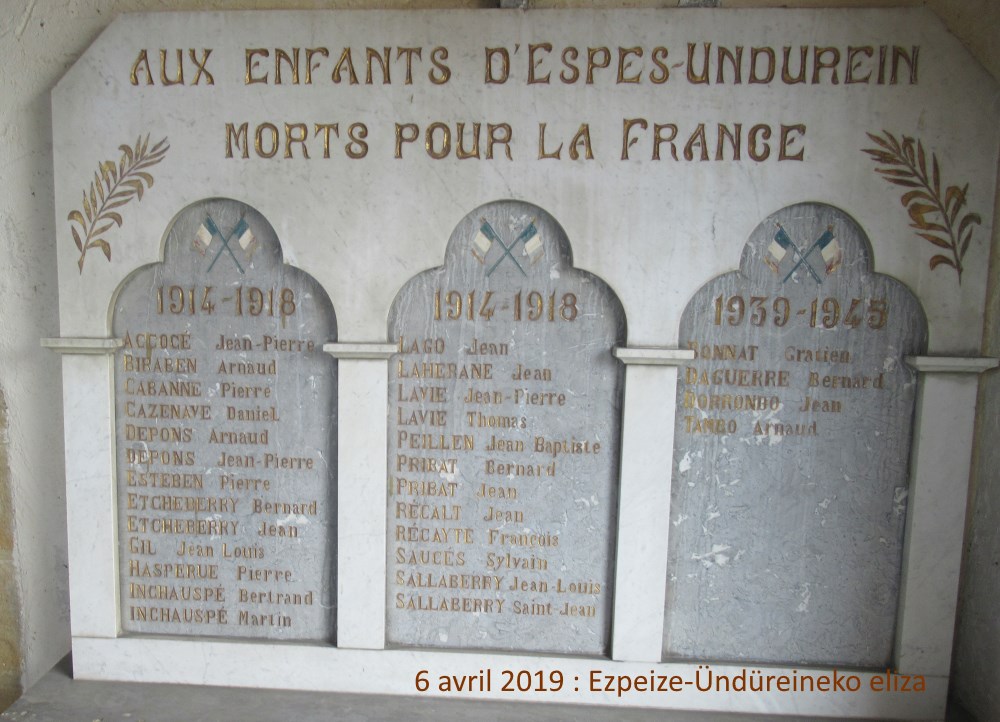 AUX ENFANTS D'ESPES-UNDUREIN
MORTS POUR LA FRANCE
1914-1918
ACCOCE Jean-Pierre
BIRABEN Arnaud
CABANNE Pierre
CAZENAVE Daniel
DEPONS Arnaud
DEPONS Jean-Pierre
ESTEBEN Pierre
ETCHEBERRY Bernard
ETCHEBERRY Jean
GIL Jean Louis
HASPERUE Pierre
INCHAUSPÉ Bertrand
INCHAUSPÉ Martin
1914-1918
LAGO Jean
LAHERANE Jean
LAVIE Jean-Pierre
LAVIE Thomas
PEILLEN Jean Baptiste
PRIBAT Bernard
PRIBAT Jean
RÉCALT Jean
RÉCAYTE François
SAUCÉS Sylvain
SALLABERRY Jean-Louis
SALLABERRY Saint-Jean
1939-1945
BONNAT Gratien
DAGUERRE Bernard
Jean
Arnaud
6 avril 2019 : Ezpeize-Ündüreineko eliza